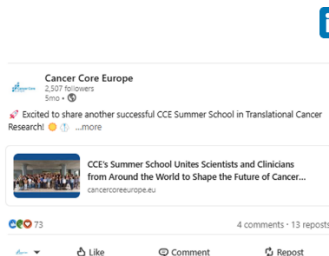 in
Cancer Core Europe
2,507 followers
5mo •
🚀 Excited to share another successful CCE Summer School in Translational Cancer
Research! ...more
CCE's Summer School Unites Scientists and Clinicians
from Around the World to Shape the Future of Cancer...
cancercoreeurope.eu
73
4 comments · 13 reposts
Like
Comment
Repost